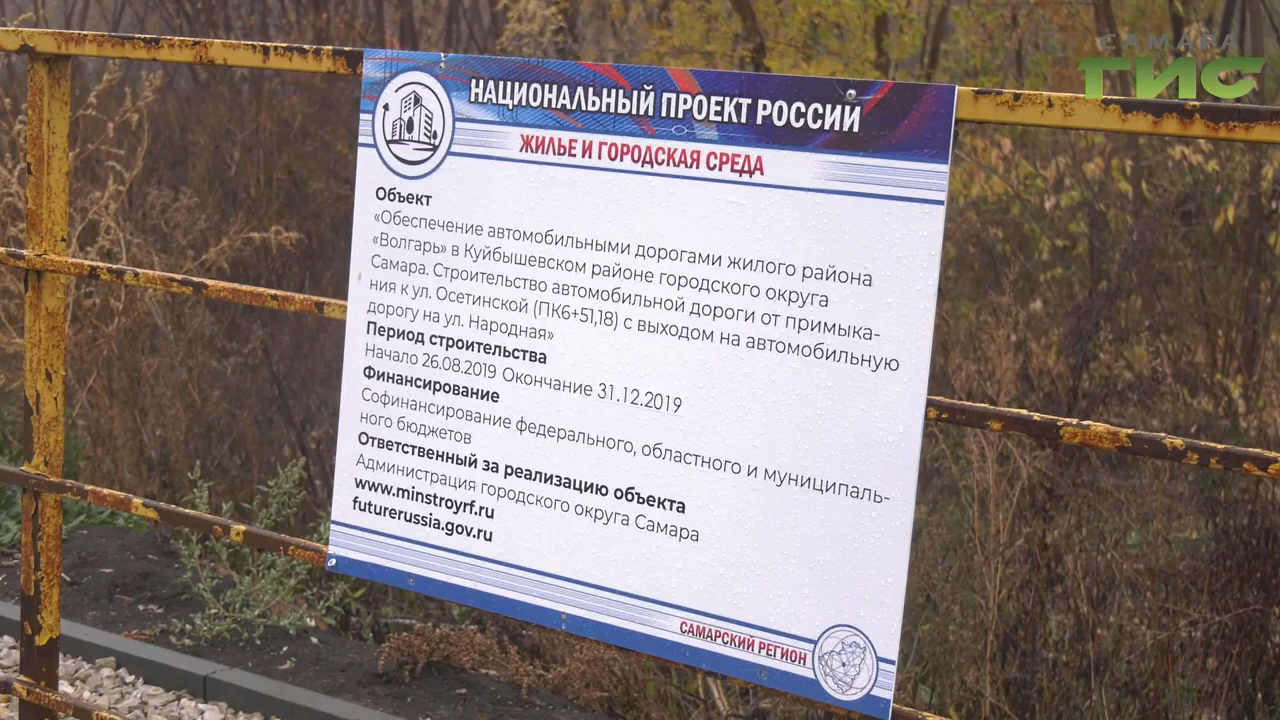 САМАРА
ГИС
НАЦИОНАЛЬНЫЙ ПРОЕКТ РОССИИ
ЖИЛЬЕ И ГОРОДСКАЯ СРЕДА
Объект
«Обеспечение автомобильными дорогами жилого района
«Волгарь» в Куйбышевском районе городского округа
Самара. Строительство автомобильной дороги от примыка-
ния к ул. Осетинской (ПК6+51,18) с выходом на автомобильную
дорогу на ул. Народная»
Период строительства
Начало 26.08.2019 Окончание 31.12.2019
Финансирование
Софинансирование федерального, областного и муниципаль-
ного бюджетов
Ответственный за реализацию объекта
Администрация городского округа Самара
www.minstroyrf.ru
futurerussia.gov.ru
САМАРСКИЙ РЕГИОН